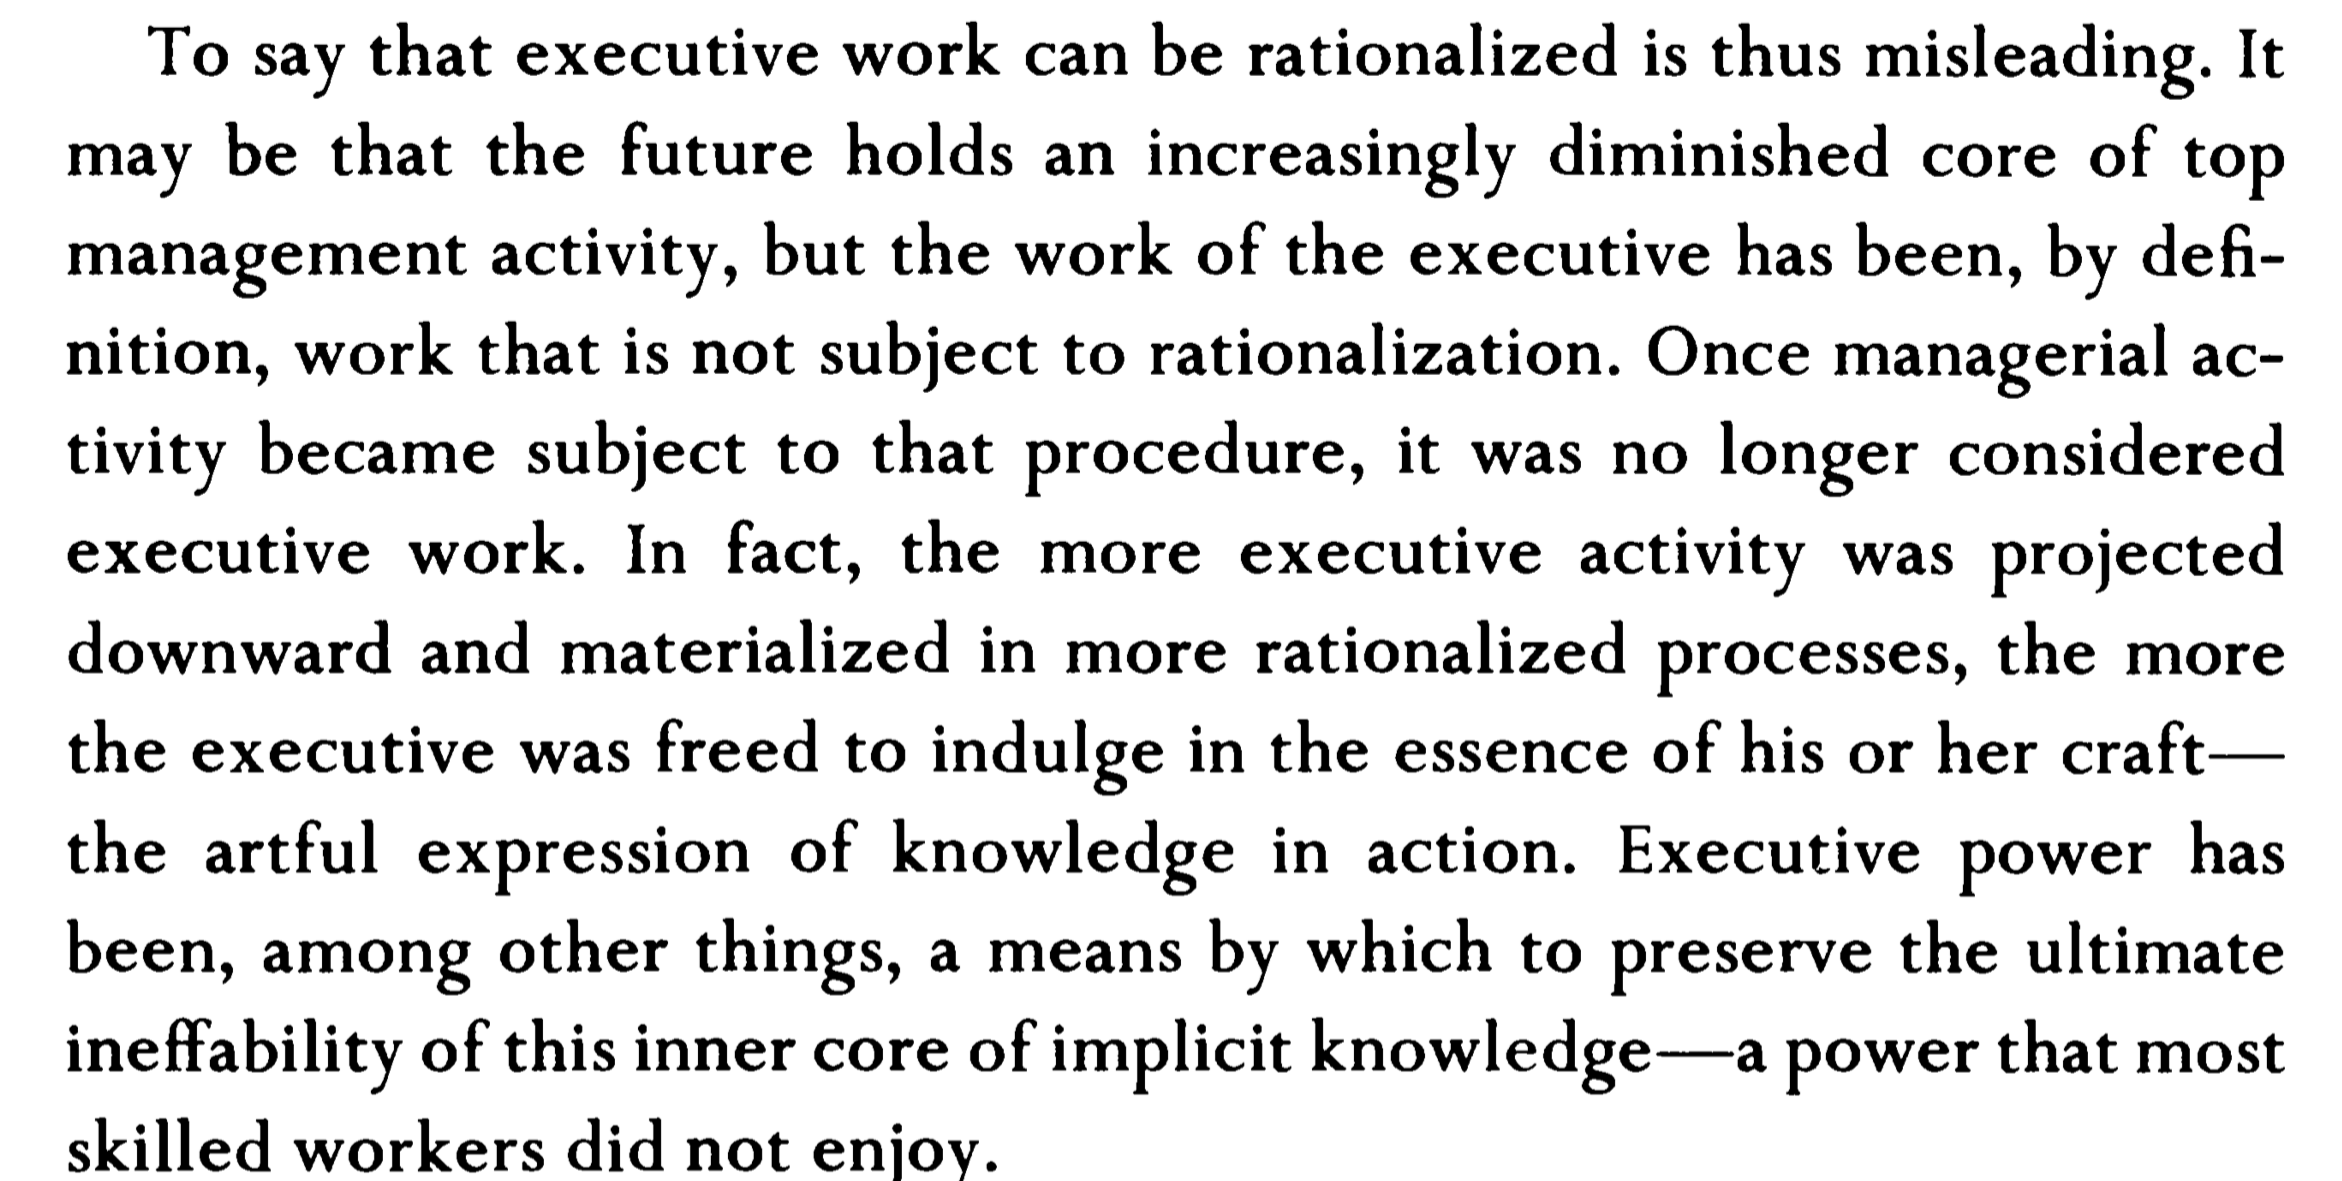 To say that executive work can be rationalized is thus misleading. It
may be that the future holds an increasingly diminished core of top
management activity, but the work of the executive has been, by defi-
nition, work that is not subject to rationalization. Once managerial ac-
tivity became subject to that procedure, it was no longer considered
executive work. In fact, the more executive activity was projected
downward and materialized in more rationalized processes, the more
the executive was freed to indulge in the essence of his or her craft—
the artful expression of knowledge in action. Executive power has
been, among other things, a means by which to preserve the ultimate
ineffability of this inner core of implicit knowledge—a power that most
skilled workers did not enjoy.